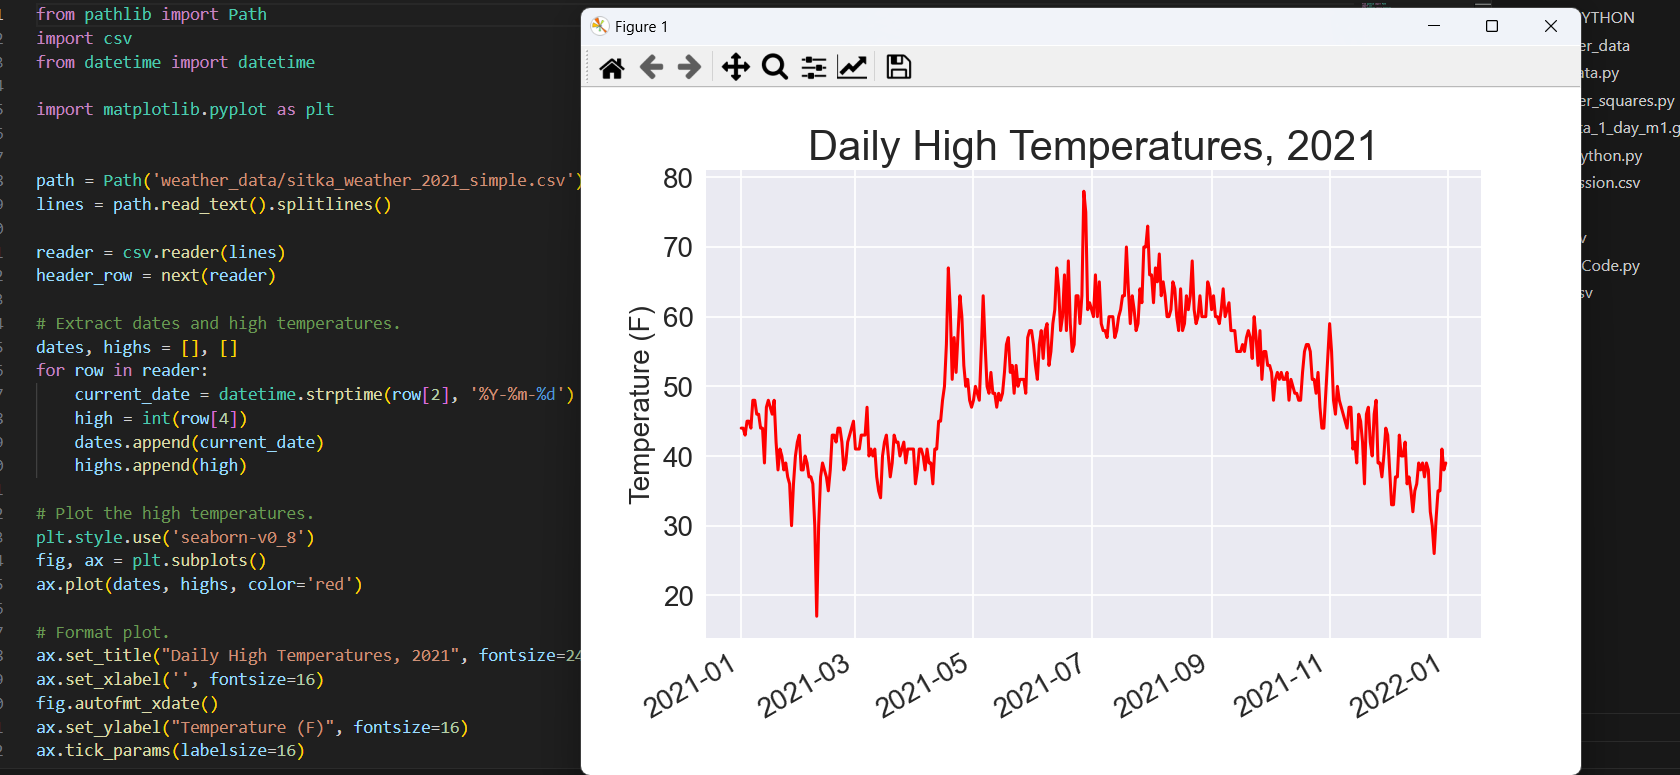 from pathlib import Path
import csv
from datetime import datetime
import matplotlib.pyplot as plt
path = Path('weather_data/sitka_weather_2021_simple.csv')
lines = path.read_text().splitlines()
reader = csv.reader(lines)
header_row = next(reader)
# Extract dates and high temperatures.
dates, highs = [], []
for row in reader:
current_date = datetime.strptime(row[2], '%Y-%m-%d')
high = int(row[4])
dates.append(current_date)
highs.append(high)
# Plot the high temperatures.
plt.style.use('seaborn-v0_8')
fig, ax = plt.subplots()
ax.plot(dates, highs, color='red')
# Format plot.
ax.set_title("Daily High Temperatures, 2021", fontsize=24
ax.set_xlabel('', fontsize=16)
fig.autofmt_xdate()
ax.set_ylabel("Temperature (F)", fontsize=16)
ax.tick_params(labelsize=16)
Figure 1
Daily High Temperatures, 2021
Temperature (F)
80
70
60
50
40
30
20
2021-01
2021-03
2021-05
2021-07
2021-09
2021-11
2022-01
YTHON
er_data
ata.py
er_squares.py
ta_1_day_m1.g
ython.py
ssion.csv
v
Code.py
sv